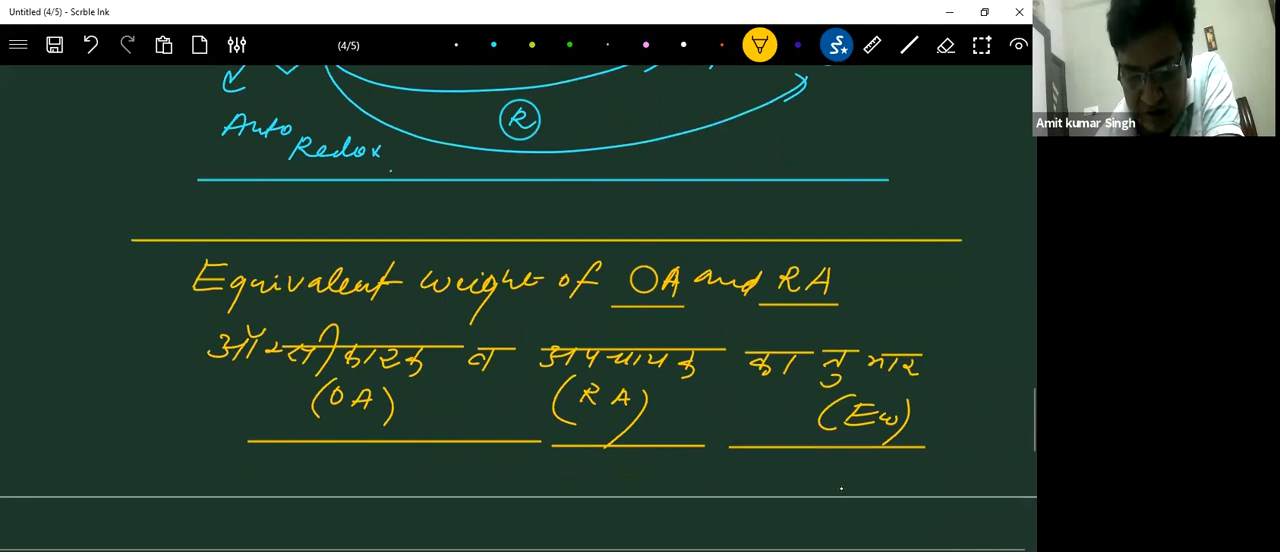 Untitled (4/5) - Scrble Ink
(4/5)
Amit kumar Singh
R
Auto Redox
Equivalent weight of OA and RA
ऑक्सीकारक व अपचायक का तु भार
(OA) (RA) (Ew)